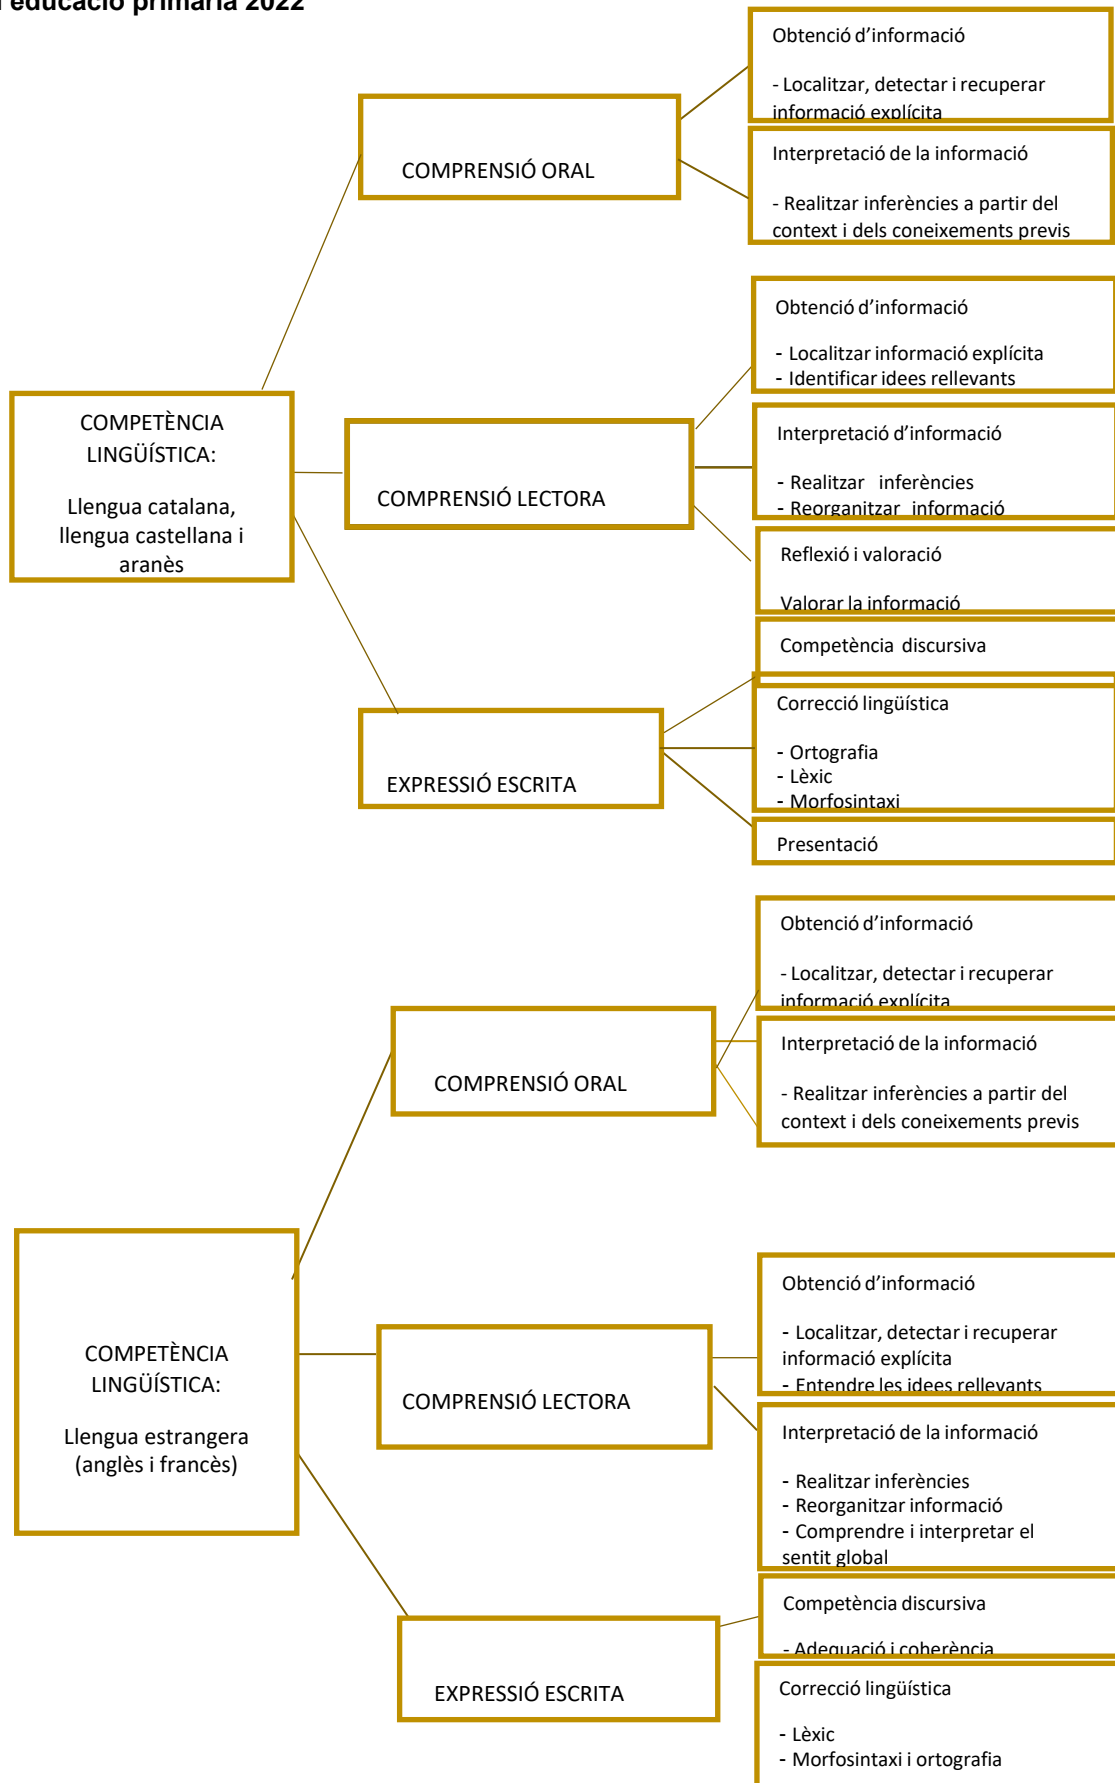 l'educació primària 2022
Obtenció d'informació
- Localitzar, detectar i recuperar
informació explícita
COMPRENSIÓ ORAL
Interpretació de la informació
- Realitzar inferències a partir del
context i dels coneixements previs
Obtenció d'informació
- Localitzar informació explícita
- Identificar idees rellevants
COMPETÈNCIA
LINGÜÍSTICA:
Llengua catalana,
llengua castellana i
aranès
COMPRENSIÓ LECTORA
Interpretació d'informació
- Realitzar inferències
- Reorganitzar informació
Reflexió i valoració
Valorar la informació
Competència discursiva
EXPRESSIÓ ESCRITA
Correcció lingüística
- Ortografia
- Lèxic
- Morfosintaxi
Presentació
Obtenció d'informació
- Localitzar, detectar i recuperar
informació explícita
COMPRENSIÓ ORAL
Interpretació de la informació
- Realitzar inferències a partir del
context i dels coneixements previs
COMPETÈNCIA
LINGÜÍSTICA:
Llengua estrangera
(anglès i francès)
Obtenció d'informació
- Localitzar, detectar i recuperar
informació explícita
- Entendre les idees rellevants
COMPRENSIÓ LECTORA
Interpretació de la informació
- Realitzar inferències
- Reorganitzar informació
- Comprendre i interpretar el
sentit global
Competència discursiva
- Adequació i coherència
EXPRESSIÓ ESCRITA
Correcció lingüística
- Lèxic
- Morfosintaxi i ortografia